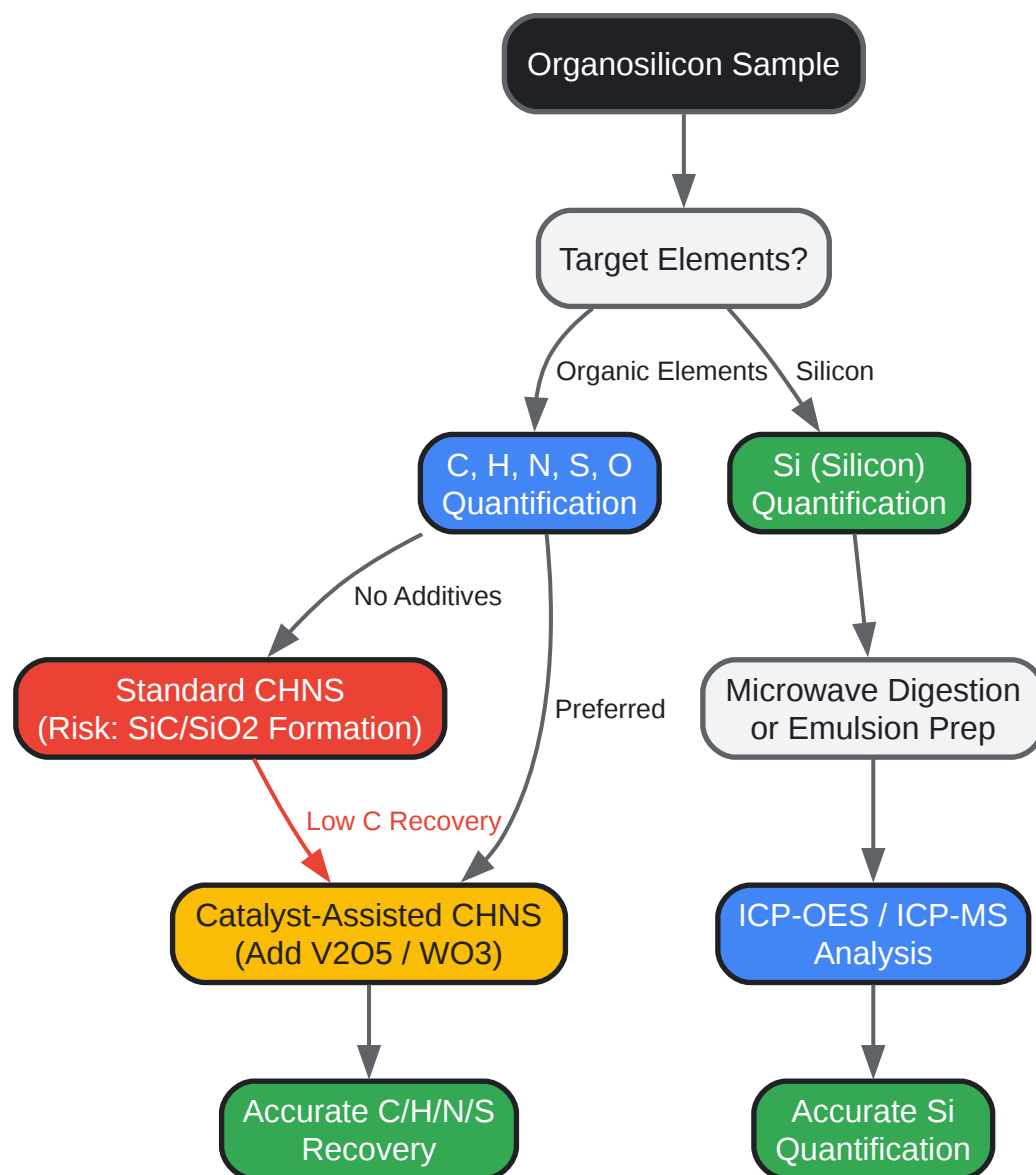 Organosilicon Sample
Target Elements?
Organic Elements
Silicon
C, H, N, S, O
Quantification
Si (Silicon)
Quantification
No Additives
Standard CHNS
(Risk: SiC/SiO2 Formation)
Preferred
Microwave Digestion
or Emulsion Prep
Low C Recovery
Catalyst-Assisted CHNS
(Add V2O5 / WO3)
ICP-OES / ICP-MS
Analysis
Accurate C/H/N/S
Recovery
Accurate Si
Quantification